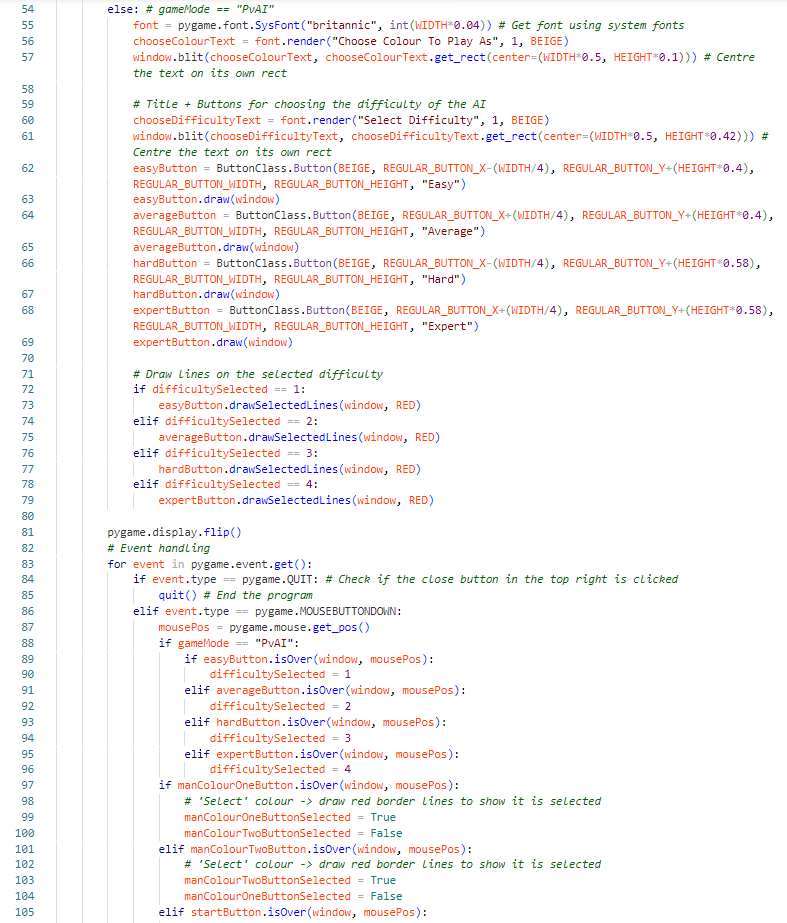 54 else: # gameMode == "PvAI"
55 font = pygame.font.SysFont("britannic", int(WIDTH*0.04)) # Get font using system fonts
56 chooseColourText = font.render("Choose Colour To Play As", 1, BEIGE)
57 window.blit(chooseColourText, chooseColourText.get_rect(center=(WIDTH*0.5, HEIGHT*0.1))) # Centre
the text on its own rect
58
59 # Title + Buttons for choosing the difficulty of the AI
60 chooseDifficultyText = font.render("Select Difficulty", 1, BEIGE)
61 window.blit(chooseDifficultyText, chooseDifficultyText.get_rect(center=(WIDTH*0.5, HEIGHT*0.42))) #
Centre the text on its own rect
62 easyButton = ButtonClass.Button(BEIGE, REGULAR_BUTTON_X-(WIDTH/4), REGULAR_BUTTON_Y+(HEIGHT*0.4),
REGULAR_BUTTON_WIDTH, REGULAR_BUTTON_HEIGHT, "Easy")
63 easyButton.draw(window)
64 averageButton = ButtonClass.Button(BEIGE, REGULAR_BUTTON_X+(WIDTH/4), REGULAR_BUTTON_Y+(HEIGHT*0.4),
REGULAR_BUTTON_WIDTH, REGULAR_BUTTON_HEIGHT, "Average")
65 averageButton.draw(window)
66 hardButton = ButtonClass.Button(BEIGE, REGULAR_BUTTON_X-(WIDTH/4), REGULAR_BUTTON_Y+(HEIGHT*0.58),
REGULAR_BUTTON_WIDTH, REGULAR_BUTTON_HEIGHT, "Hard")
67 hardButton.draw(window)
68 expertButton = ButtonClass.Button(BEIGE, REGULAR_BUTTON_X+(WIDTH/4), REGULAR_BUTTON_Y+(HEIGHT*0.58),
REGULAR_BUTTON_WIDTH, REGULAR_BUTTON_HEIGHT, "Expert")
69 expertButton.draw(window)
70
71 # Draw lines on the selected difficulty
72 if difficultySelected == 1:
73 easyButton.drawSelectedLines(window, RED)
74 elif difficultySelected == 2:
75 averageButton.drawSelectedLines(window, RED)
76 elif difficultySelected == 3:
77 hardButton.drawSelectedLines(window, RED)
78 elif difficultySelected == 4:
79 expertButton.drawSelectedLines(window, RED)
80
81 pygame.display.flip()
82 # Event handling
83 for event in pygame.event.get():
84 if event.type == pygame.QUIT: # Check if the close button in the top right is clicked
85 quit() # End the program
86 elif event.type == pygame.MOUSEBUTTONDOWN:
87 mousePos = pygame.mouse.get_pos()
88 if gameMode == "PvAI":
89 if easyButton.isOver(window, mousePos):
90 difficultySelected = 1
91 elif averageButton.isOver(window, mousePos):
92 difficultySelected = 2
93 elif hardButton.isOver(window, mousePos):
94 difficultySelected = 3
95 elif expertButton.isOver(window, mousePos):
96 difficultySelected = 4
97 if manColourOneButton.isOver(window, mousePos):
98 # 'Select' colour -> draw red border lines to show it is selected
99 manColourOneButtonSelected = True
100 manColourTwoButtonSelected = False
101 elif manColourTwoButton.isOver(window, mousePos):
102 # 'Select' colour -> draw red border lines to show it is selected
103 manColourTwoButtonSelected = True
104 manColourOneButtonSelected = False
105 elif startButton.isOver(window, mousePos):